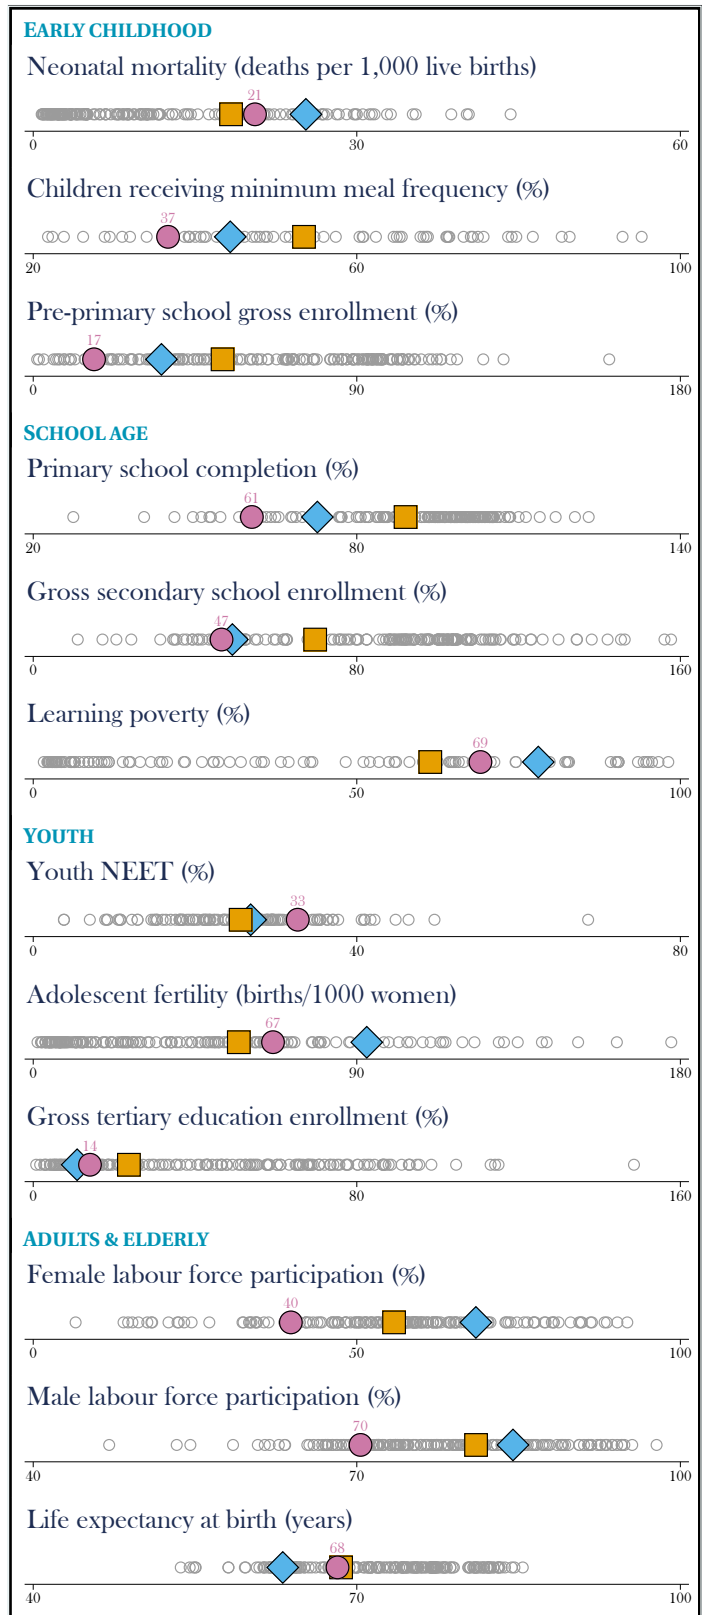 EARLY CHILDHOOD
Neonatal mortality (deaths per 1,000 live births)
21
0 30 60
Children receiving minimum meal frequency (%)
37
20 60 100
Pre-primary school gross enrollment (%)
17
0 90 180
SCHOOL AGE
Primary school completion (%)
61
20 80 140
Gross secondary school enrollment (%)
47
0 80 160
Learning poverty (%)
69
0 50 100
YOUTH
Youth NEET (%)
33
0 40 80
Adolescent fertility (births/1000 women)
67
0 90 180
Gross tertiary education enrollment (%)
14
0 80 160
ADULTS & ELDERLY
Female labour force participation (%)
40
0 50 100
Male labour force participation (%)
70
40 70 100
Life expectancy at birth (years)
68
40 70 100